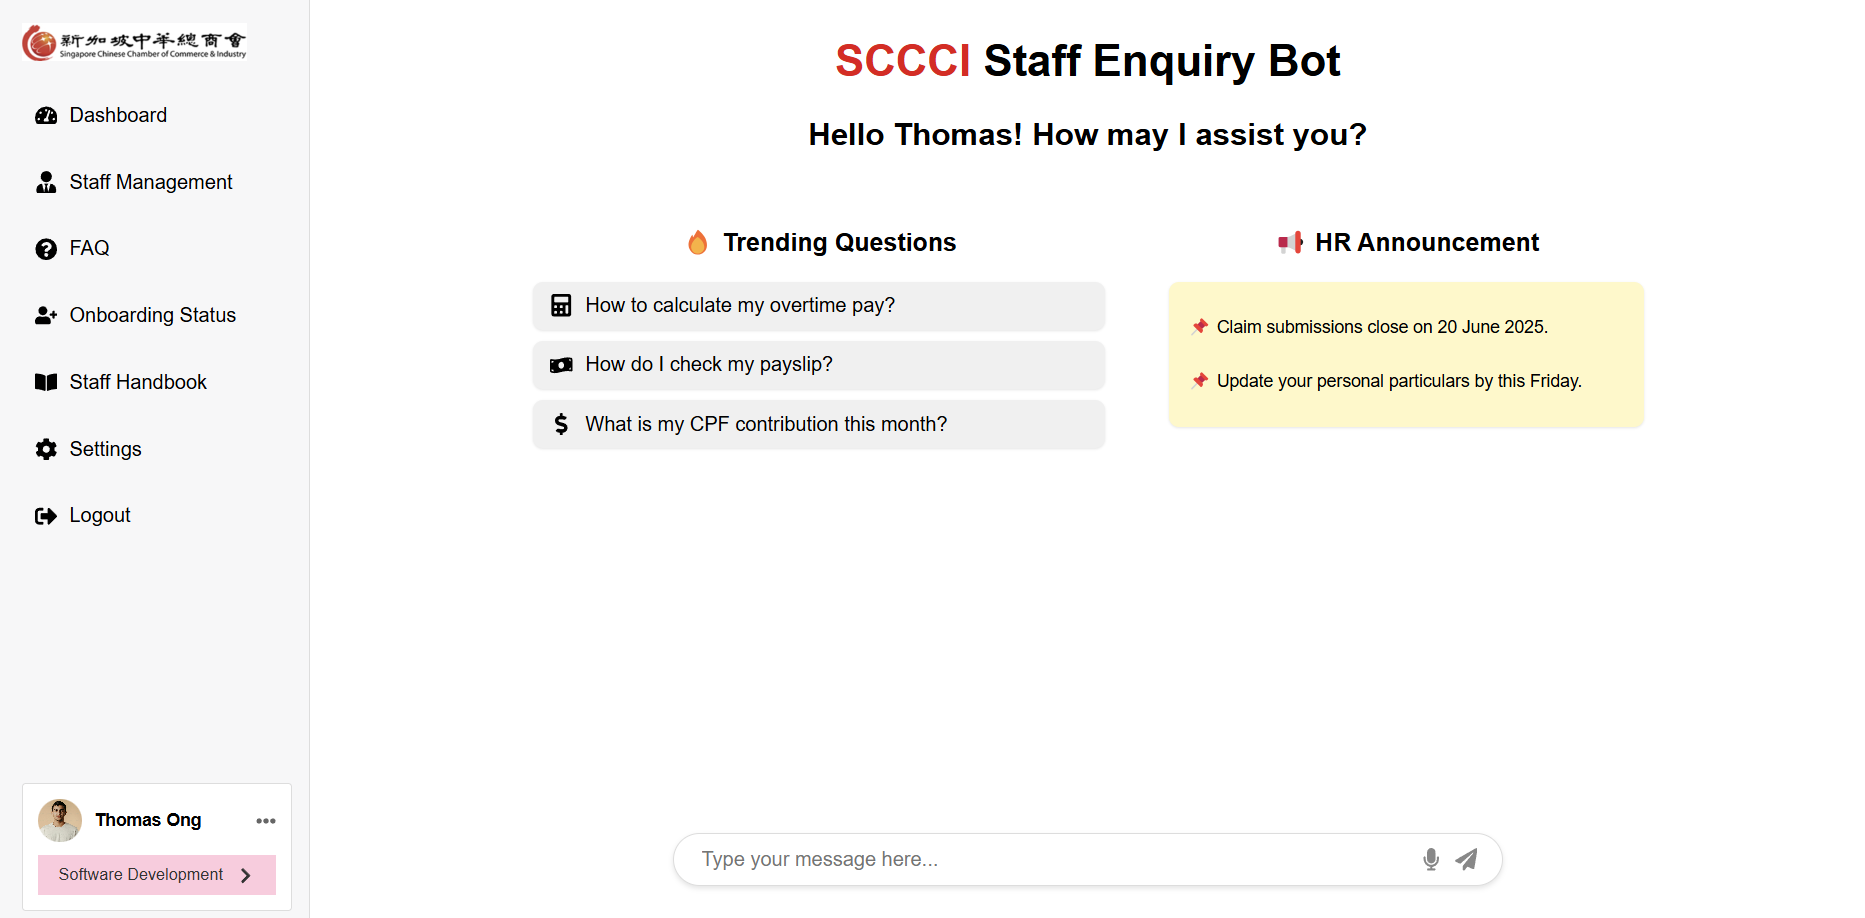 新加坡中华總商會
Singapore Chinese Chamber of Commerce & Industry
Dashboard
Staff Management
FAQ
Onboarding Status
Staff Handbook
Settings
Logout
Thomas Ong
Software Development
SCCCI Staff Enquiry Bot
Hello Thomas! How may I assist you?
Trending Questions
How to calculate my overtime pay?
How do I check my payslip?
What is my CPF contribution this month?
HR Announcement
Claim submissions close on 20 June 2025.
Update your personal particulars by this Friday.
Type your message here...